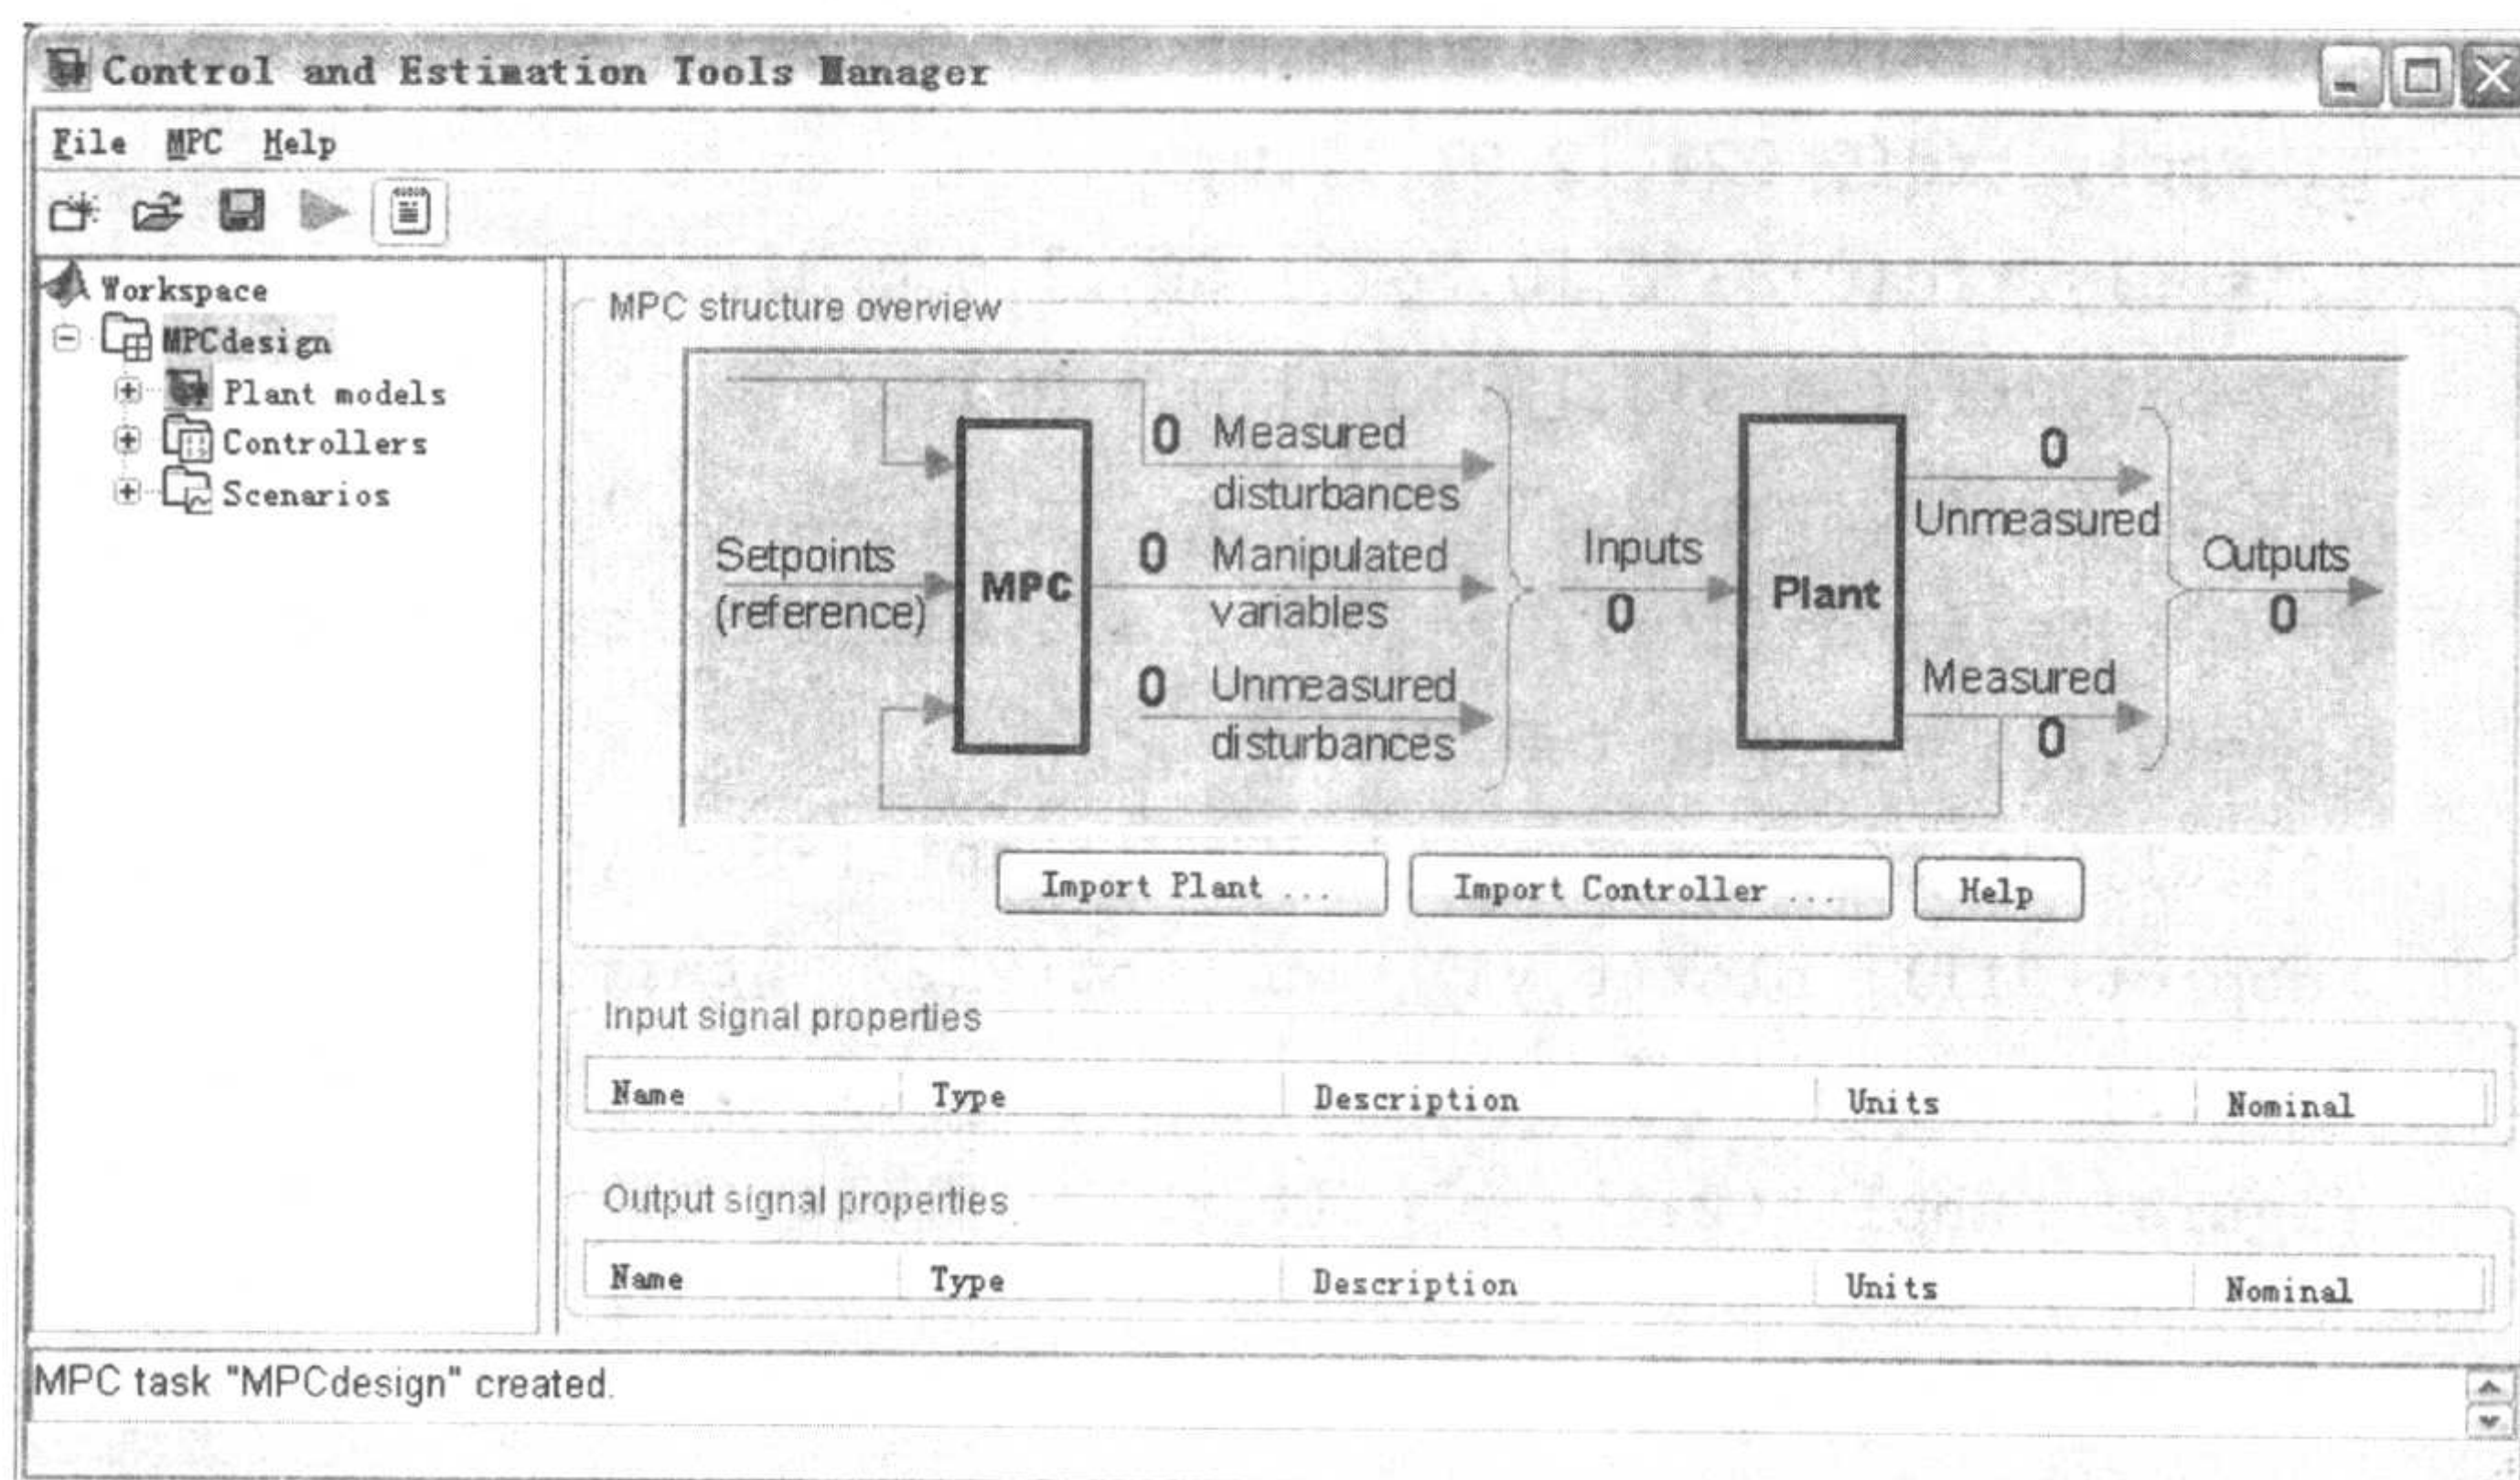 Control and Estimation Tools Manager
File MPC Help
Workspace
MPCdesign
Plant models
Controllers
Scenarios
MPC structure overview
0 Measured
disturbances
Setpoints
(reference)
MPC
0 Manipulated
variables
0 Unmeasured
disturbances
Inputs
0
Plant
0
Unmeasured
Measured
0
Outputs
0
Import Plant ...
Import Controller ...
Help
Input signal properties
Name Type Description Units Nominal
Output signal properties
Name Type Description Units Nominal
MPC task "MPCdesign" created.